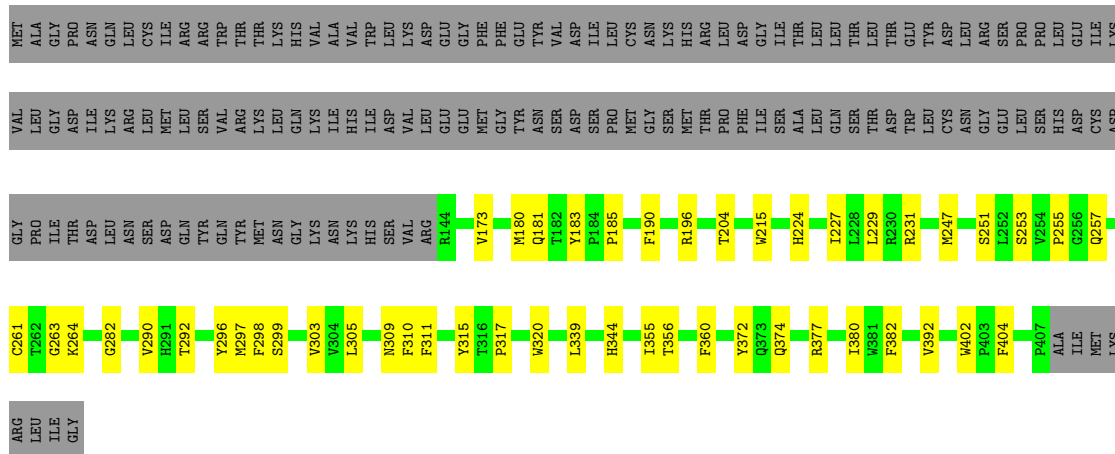 MET ALA GLY PRO ASN GLN LEU CYS ILE ARG ARG TRP THR THR LYS HIS VAL ALA VAL TRP LEU LYS ASP GLU GLY PHE PHE GLU TYR VAL ASP ILE LEU CYS ASN LYS HIS ARG LEU ASP GLY ILE THR LEU LEU THR LEU THR GLU TYR ASP LEU ARG SER PRO PRO LEU GLU ILE LYS
VAL LEU GLY ASP ILE LYS ARG LEU MET LEU SER VAL ARG LYS LEU GLN LYS ILE HIS ILE ASP VAL LEU GLU GLU MET GLY TYR ASN SER ASP SER PRO MET GLY SER MET THR PRO PHE ILE SER ALA LEU GLN SER THR ASP TRP LEU CYS ASN GLY GLU LEU SER HIS ASP CYS ASP
GLY PRO ILE THR ASP LEU ASN SER ASP GLN TYR GLN TYR MET ASN GLY LYS ASN LYS HIS SER VAL ARG R144 V173 M180 Q181 T182 Y183 P184 P185 F190 R196 T204 W215 H224 I227 L228 L229 R230 R231 M247 S251 L252 S253 V254 P255 G256 Q257
C261 T262 G263 K264 G282 V290 H291 T292 Y296 M297 F298 S299 V303 V304 L305 N309 F310 F311 Y315 T316 P317 W320 L339 H344 I355 T356 F360 Y372 Q373 Q374 R377 I380 W381 F382 V392 W402 P403 F404 P407 ALA ILE MET LYS
ARG LEU ILE GLY